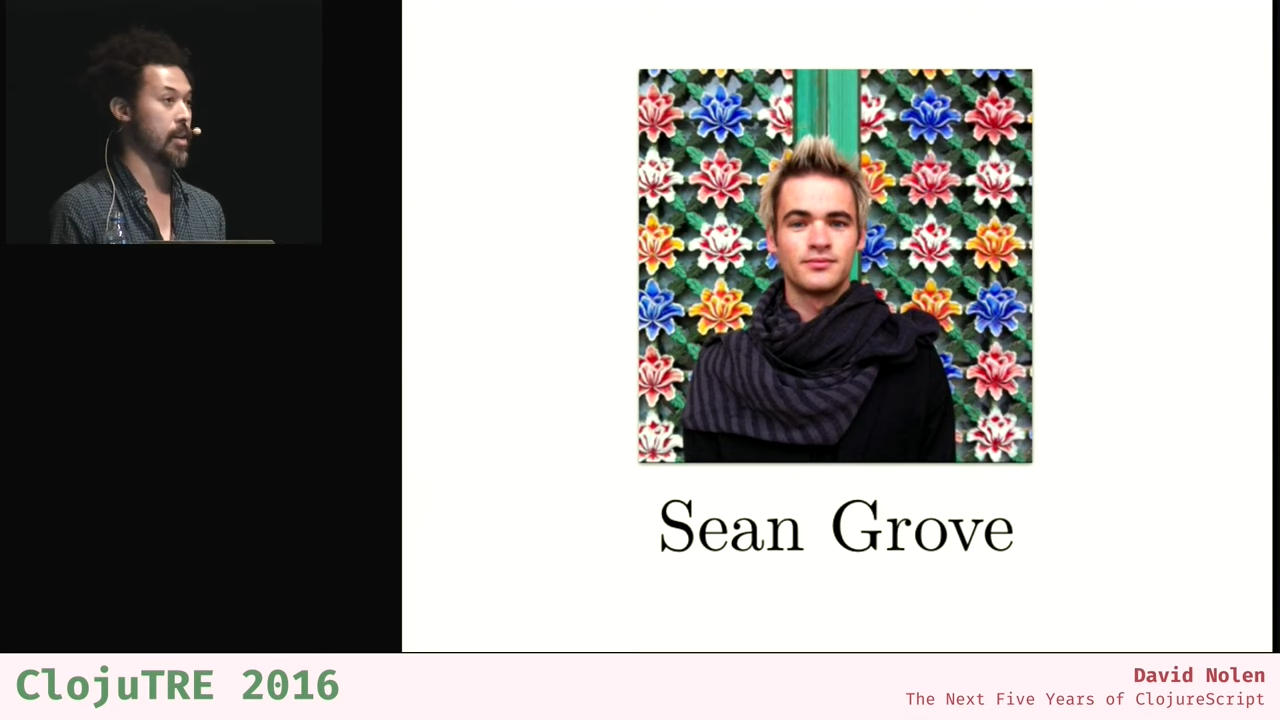 Sean Grove
ClojuTRE 2016
David Nolen
The Next Five Years of ClojureScript